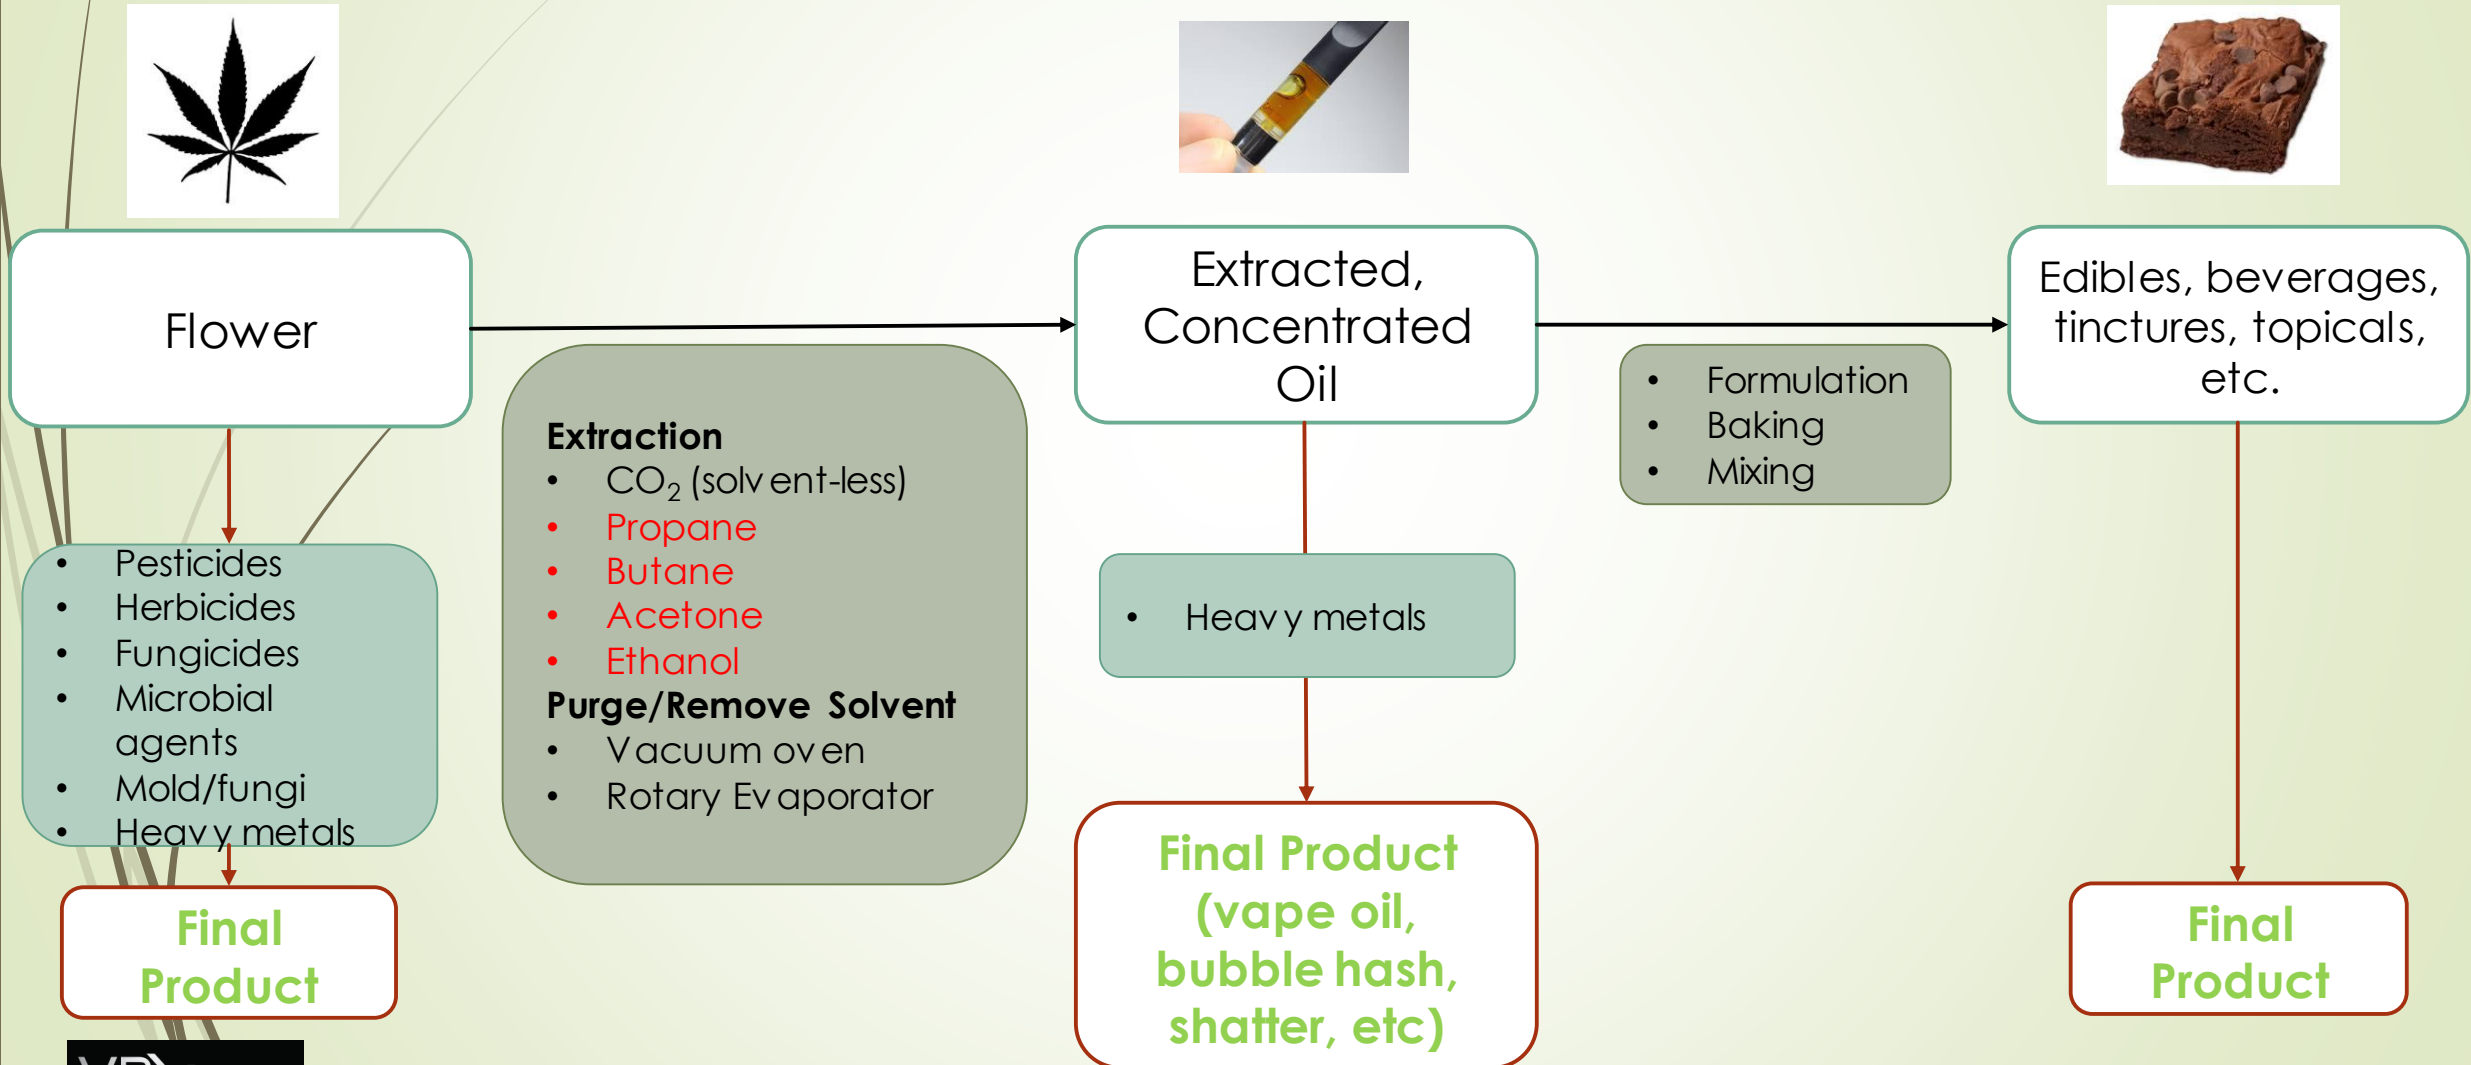 Flower
• Pesticides
• Herbicides
• Fungicides
• Microbial
agents
• Mold/fungi
• Heavy metals
Final
Product
Extraction
• CO₂ (solvent-less)
• Propane
• Butane
• Acetone
• Ethanol
Purge/Remove Solvent
• Vacuum oven
• Rotary Evaporator
Extracted,
Concentrated
Oil
• Heavy metals
Final Product
(vape oil,
bubble hash,
shatter, etc)
• Formulation
• Baking
• Mixing
Edibles, beverages,
tinctures, topicals,
etc.
Final
Product